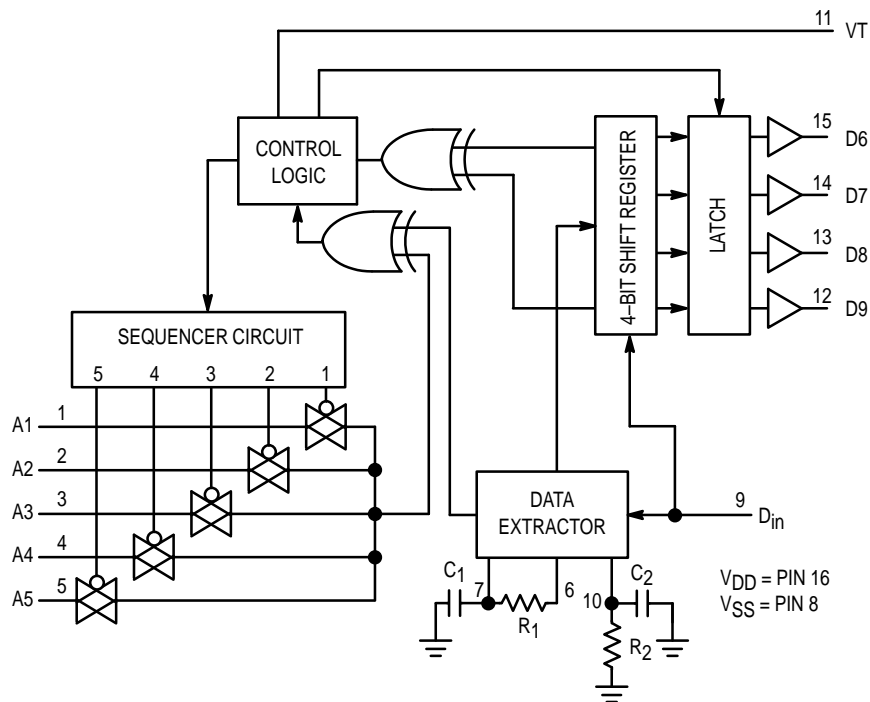 11
VT
15
D6
CONTROL
LOGIC
4–BIT SHIFT REGISTER
LATCH
14
D7
13
D8
12
D9
SEQUENCER CIRCUIT
5 4 3 2 1
A1 1
A2 2
A3 3
A4 4
A5 5
DATA
EXTRACTOR
9
Din
C1
7
R1
6
10
C2
R2
VDD = PIN 16
VSS = PIN 8